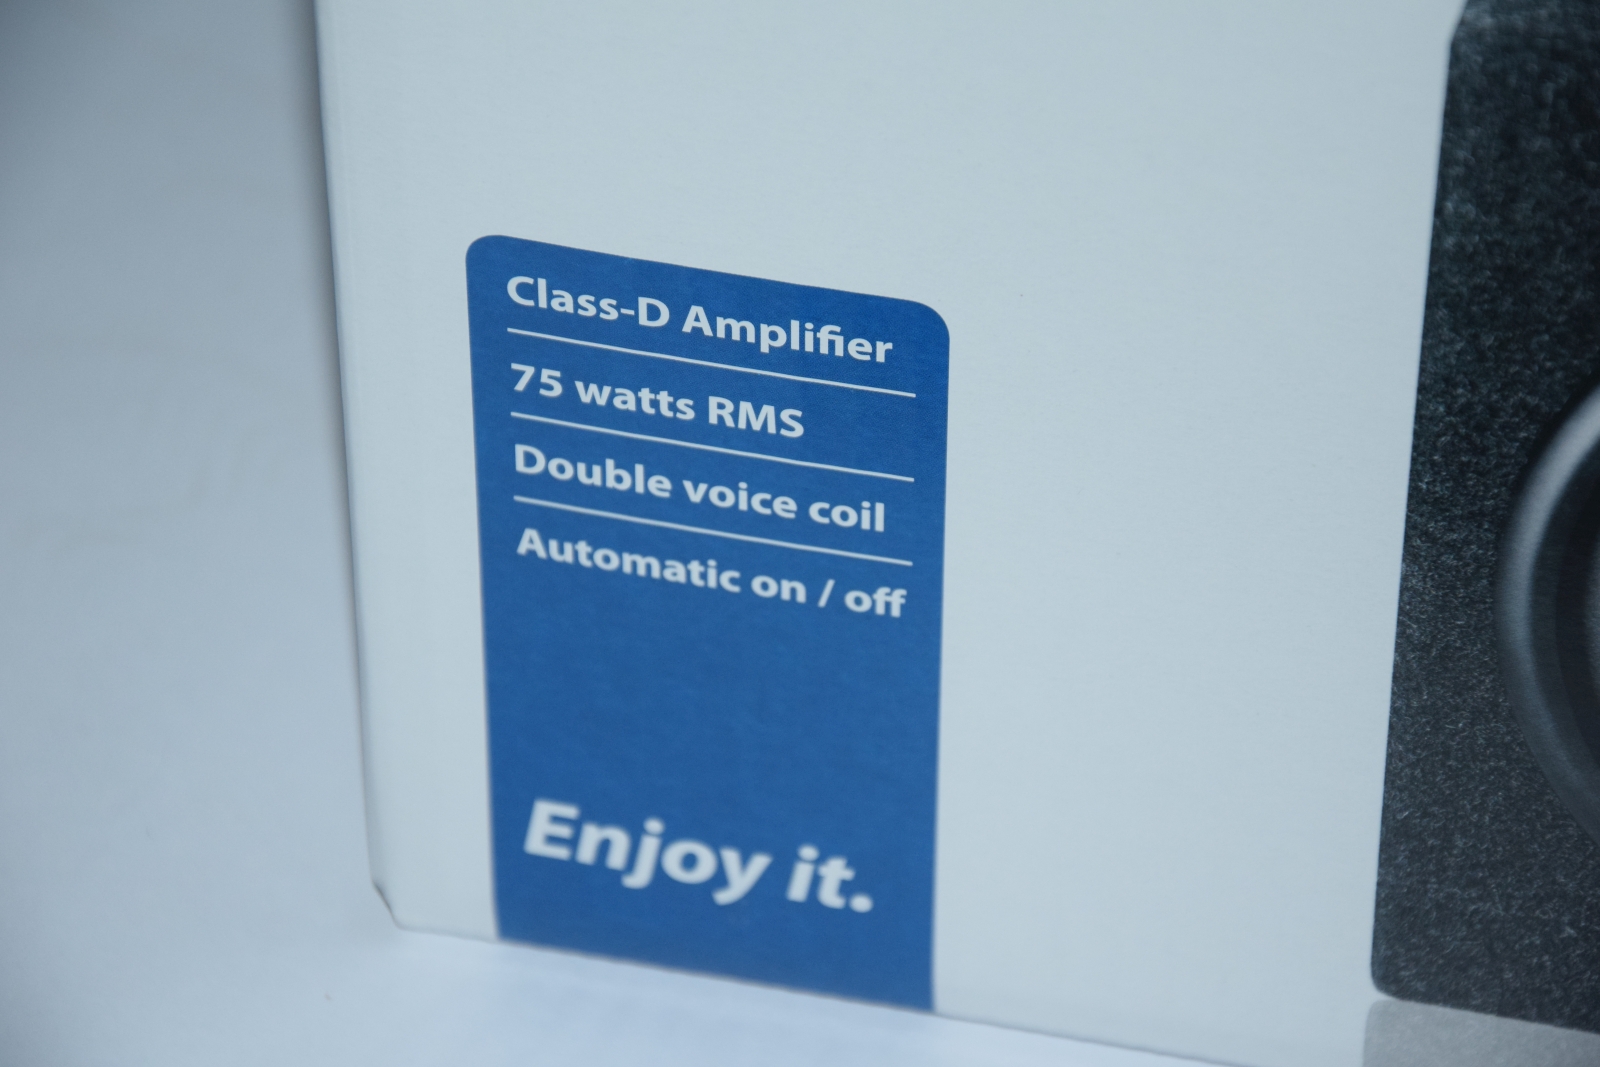 Class-D Amplifier
75 watts RMS
Double voice coil
Automatic on / off
Enjoy it.